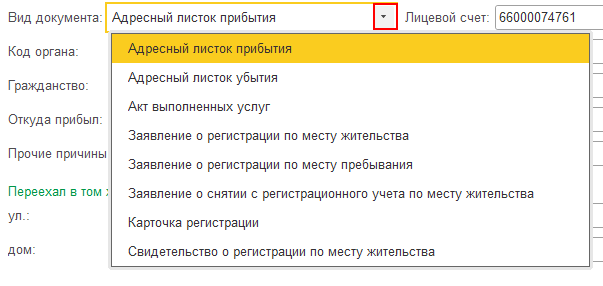 Вид документа: Адресный листок прибытия Лицевой счет: 66000074761
Код органа: Адресный листок прибытия
Адресный листок убытия
Гражданство:
Акт выполненных услуг
Откуда прибыл:
Заявление о регистрации по месту жительства
Прочие причины
Заявление о регистрации по месту пребывания
Переехал в том
Заявление о снятии с регистрационного учета по месту жительства
ул.:
Карточка регистрации
дом: Свидетельство о регистрации по месту жительства